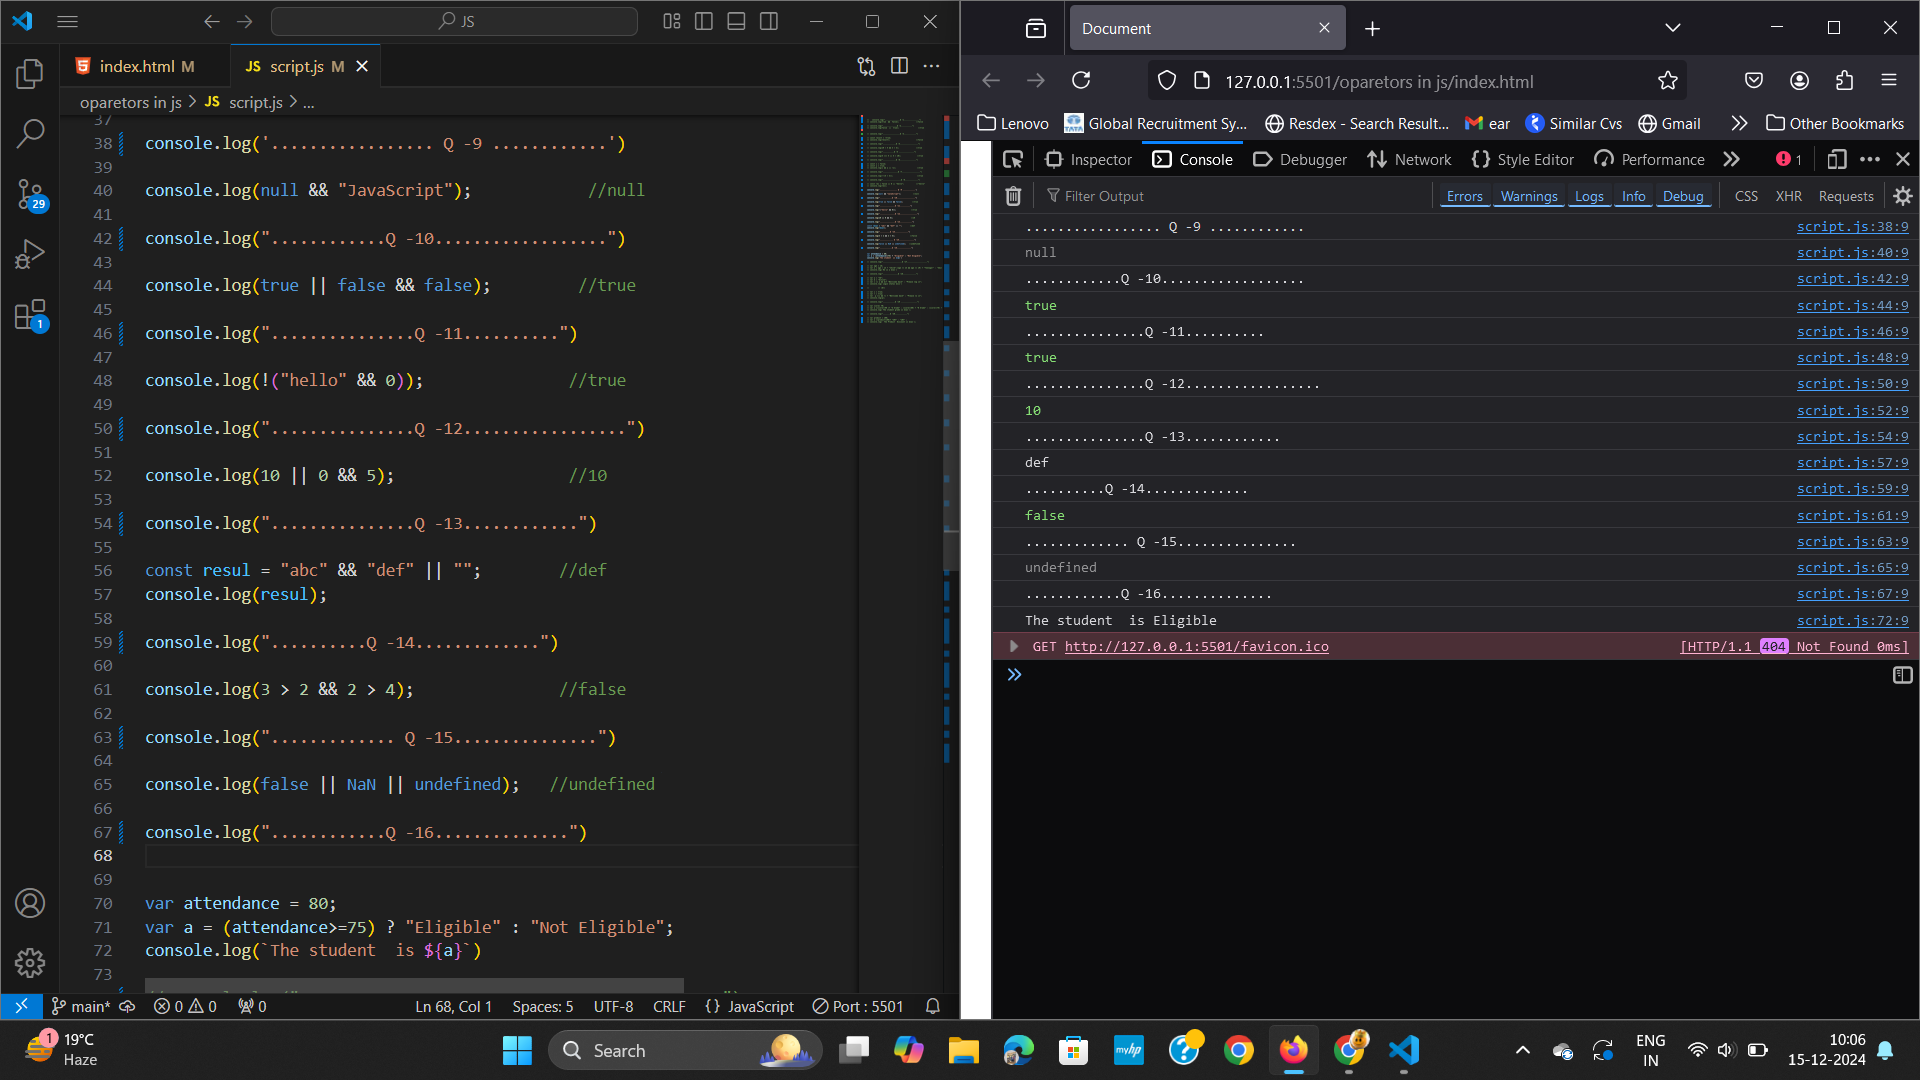 JS
index.html M
JS script.js M
oparetors in js > JS script.js > ...
37
38 console.log('................. Q -9 ............')
39
40 console.log(null && "JavaScript"); //null
41
42 console.log("............Q -10..................")
43
44 console.log(true || false && false); //true
45
46 console.log("...............Q -11..........")
47
48 console.log(!("hello" && 0)); //true
49
50 console.log("...............Q -12.................")
51
52 console.log(10 || 0 && 5); //10
53
54 console.log("...............Q -13............")
55
56 const resul = "abc" && "def" || ""; //def
57 console.log(resul);
58
59 console.log("..........Q -14.............")
60
61 console.log(3 > 2 && 2 > 4); //false
62
63 console.log("............. Q -15...............")
64
65 console.log(false || NaN || undefined); //undefined
66
67 console.log("............Q -16..............")
68
69
70 var attendance = 80;
71 var a = (attendance>=75) ? "Eligible" : "Not Eligible";
72 console.log(`The student  is ${a}`)
73
29
1
main* 0 0 0 Ln 68, Col 1 Spaces: 5 UTF-8 CRLF {} JavaScript Port : 5501
Document
127.0.0.1:5501/oparetors in js/index.html
Lenovo Global Recruitment Sy... Resdex - Search Result... ear Similar Cvs Gmail Other Bookmarks
Inspector Console Debugger Network Style Editor Performance 1
Filter Output Errors Warnings Logs Info Debug CSS XHR Requests
................. Q -9 ............ script.js:38:9
null script.js:40:9
............Q -10.................. script.js:42:9
true script.js:44:9
...............Q -11.......... script.js:46:9
true script.js:48:9
...............Q -12................. script.js:50:9
10 script.js:52:9
...............Q -13............ script.js:54:9
def script.js:57:9
..........Q -14............. script.js:59:9
false script.js:61:9
............. Q -15............... script.js:63:9
undefined script.js:65:9
............Q -16.............. script.js:67:9
The student  is Eligible script.js:72:9
GET http://127.0.0.1:5501/favicon.ico [HTTP/1.1 404 Not Found 0ms]
1
19°C
Haze
Search
myhp
ENG
IN
10:06
15-12-2024